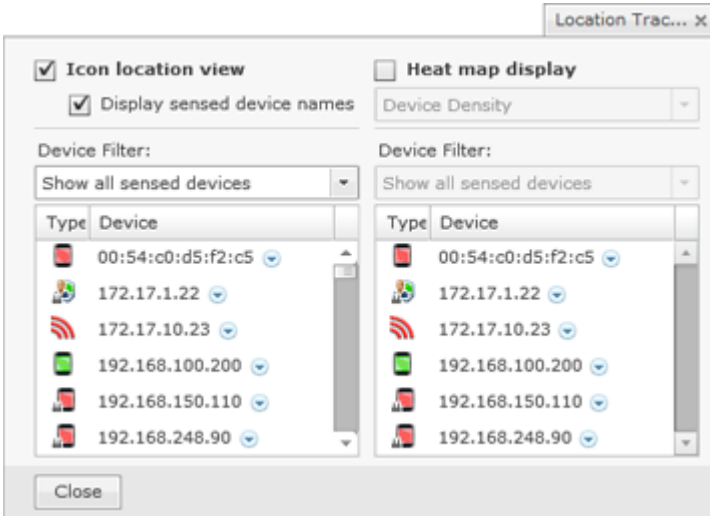 Location Trac... x
Icon location view
Display sensed device names
Device Filter:
Show all sensed devices
Type Device
00:54:c0:d5:f2:c5
172.17.1.22
172.17.10.23
192.168.100.200
192.168.150.110
192.168.248.90
Heat map display
Device Density
Device Filter:
Show all sensed devices
Type Device
00:54:c0:d5:f2:c5
172.17.1.22
172.17.10.23
192.168.100.200
192.168.150.110
192.168.248.90
Close